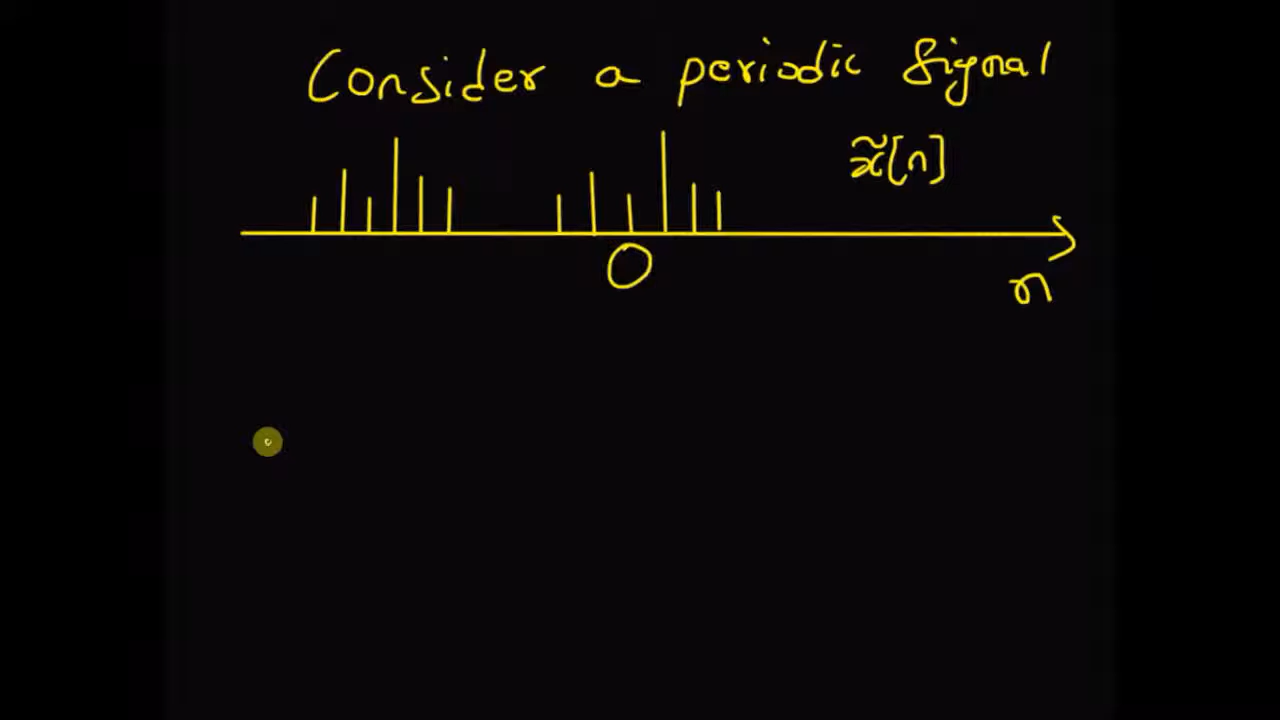 Consider a periodic signal
x̃[n]
0
n